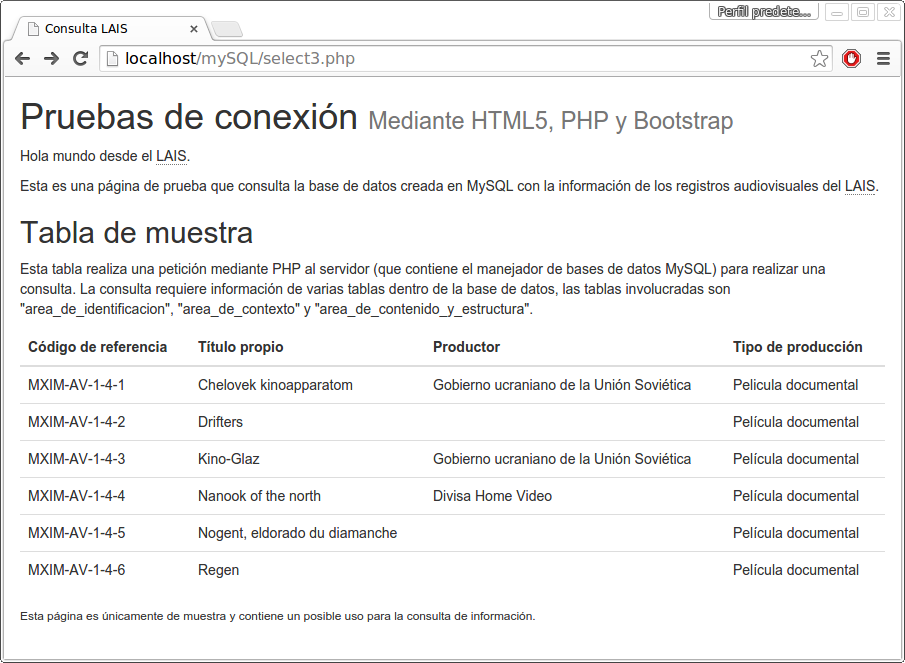 Perfil predete...
Consulta LAIS
localhost/mySQL/select3.php
Pruebas de conexión Mediante HTML5, PHP y Bootstrap
Hola mundo desde el LAIS.
Esta es una página de prueba que consulta la base de datos creada en MySQL con la información de los registros audiovisuales del LAIS.
Tabla de muestra
Esta tabla realiza una petición mediante PHP al servidor (que contiene el manejador de bases de datos MySQL) para realizar una
consulta. La consulta requiere información de varias tablas dentro de la base de datos, las tablas involucradas son
"area_de_identificacion", "area_de_contexto" y "area_de_contenido_y_estructura".
Código de referencia Título propio Productor Tipo de producción
MXIM-AV-1-4-1 Chelovek kinoapparatom Gobierno ucraniano de la Unión Soviética Pelicula documental
MXIM-AV-1-4-2 Drifters Película documental
MXIM-AV-1-4-3 Kino-Glaz Gobierno ucraniano de la Unión Soviética Película documental
MXIM-AV-1-4-4 Nanook of the north Divisa Home Video Película documental
MXIM-AV-1-4-5 Nogent, eldorado du diamanche Película documental
MXIM-AV-1-4-6 Regen Película documental
Esta página es únicamente de muestra y contiene un posible uso para la consulta de información.